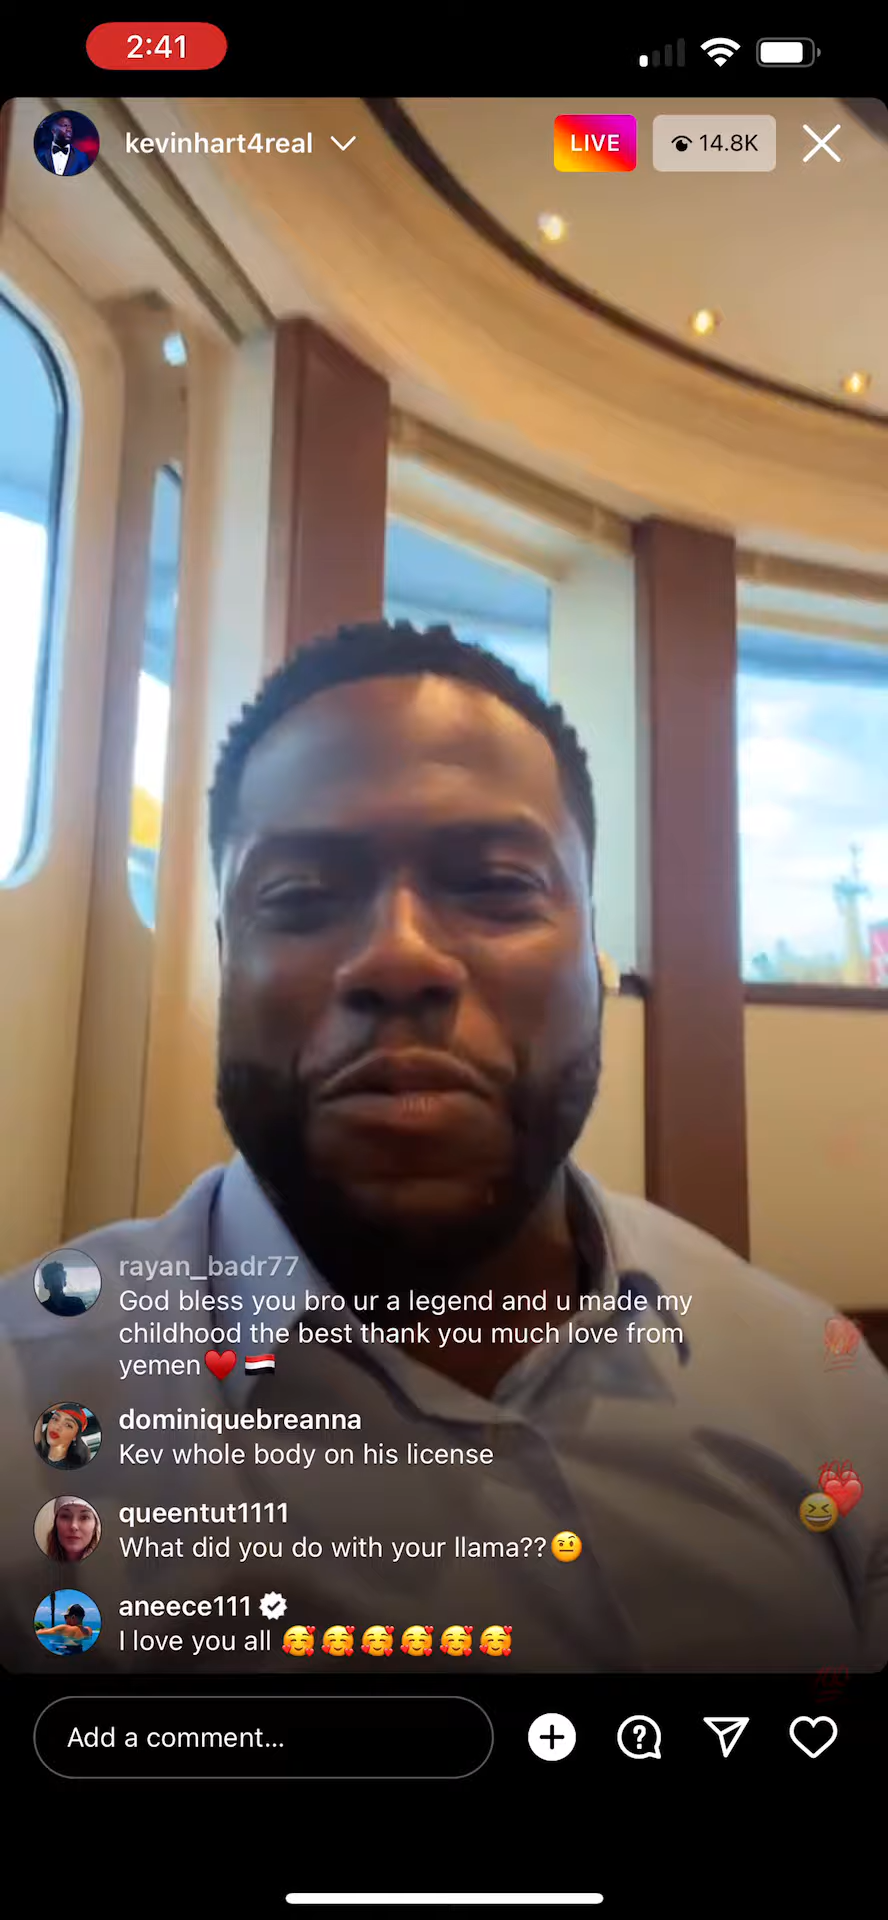 2:41
kevinhart4real
LIVE
14.8K
rayan_badr77
God bless you bro ur a legend and u made my
childhood the best thank you much love from
yemen❤️🇾🇪
dominiquebreanna
Kev whole body on his license
queentut1111
What did you do with your llama??🤨
aneece111
I love you all 🥰🥰🥰🥰🥰🥰
Add a comment...